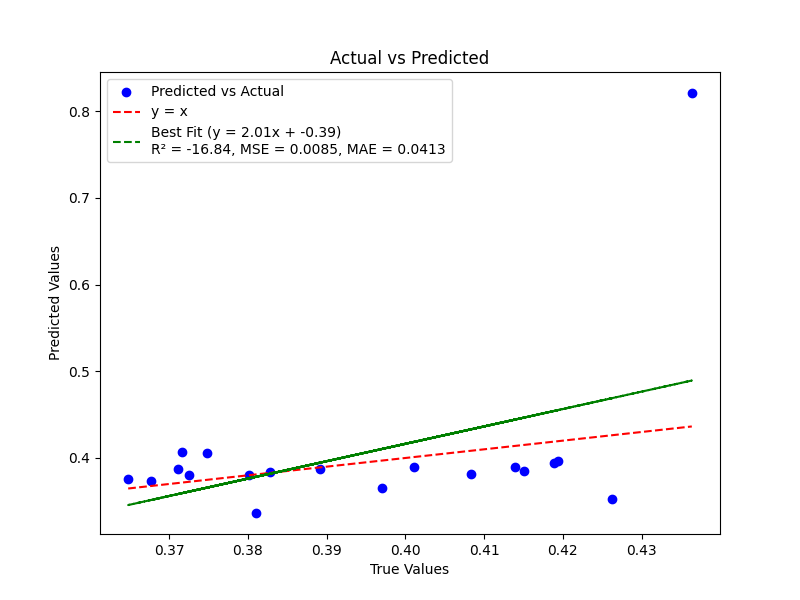 Actual vs Predicted
Predicted vs Actual
y = x
Best Fit (y = 2.01x + -0.39)
R² = -16.84, MSE = 0.0085, MAE = 0.0413
Predicted Values
0.8
0.7
0.6
0.5
0.4
0.37 0.38 0.39 0.40 0.41 0.42 0.43
True Values